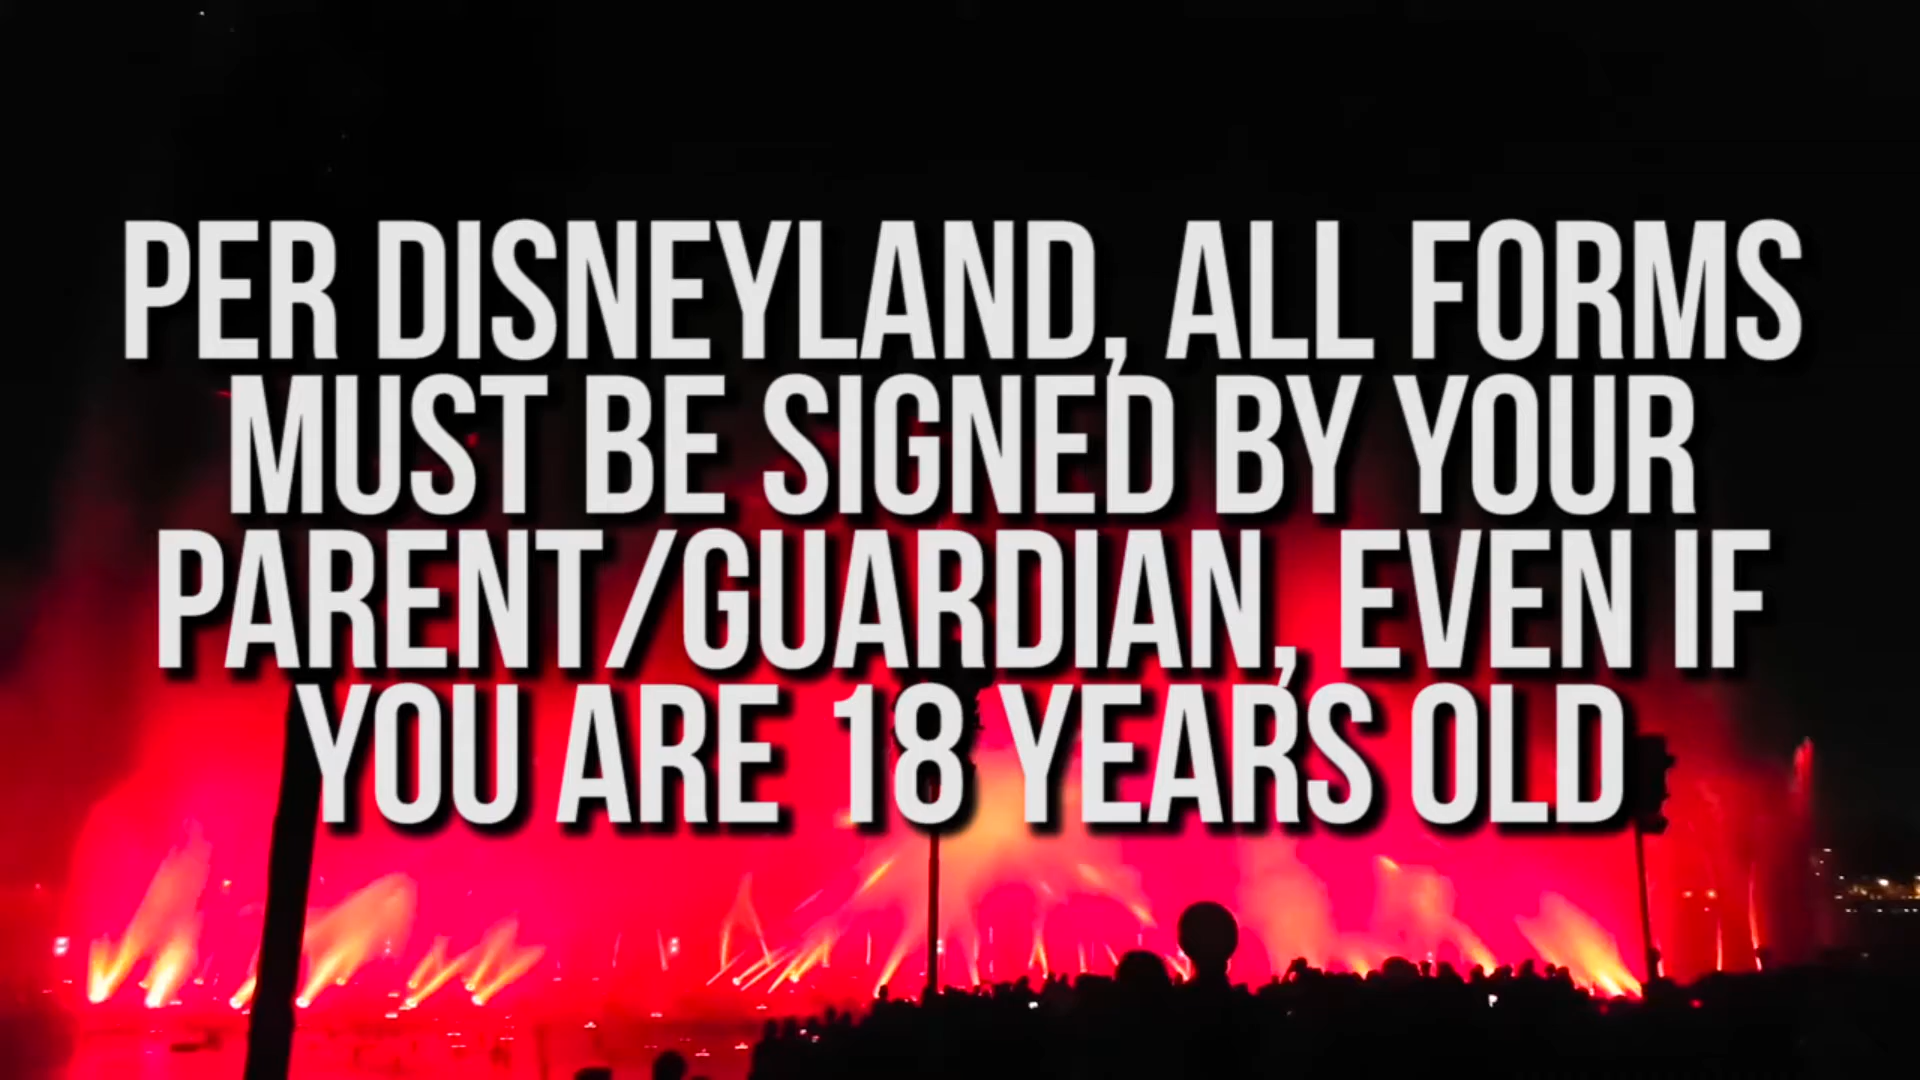 PER DISNEYLAND, ALL FORMS
MUST BE SIGNED BY YOUR
PARENT/GUARDIAN, EVEN IF
YOU ARE 18 YEARS OLD